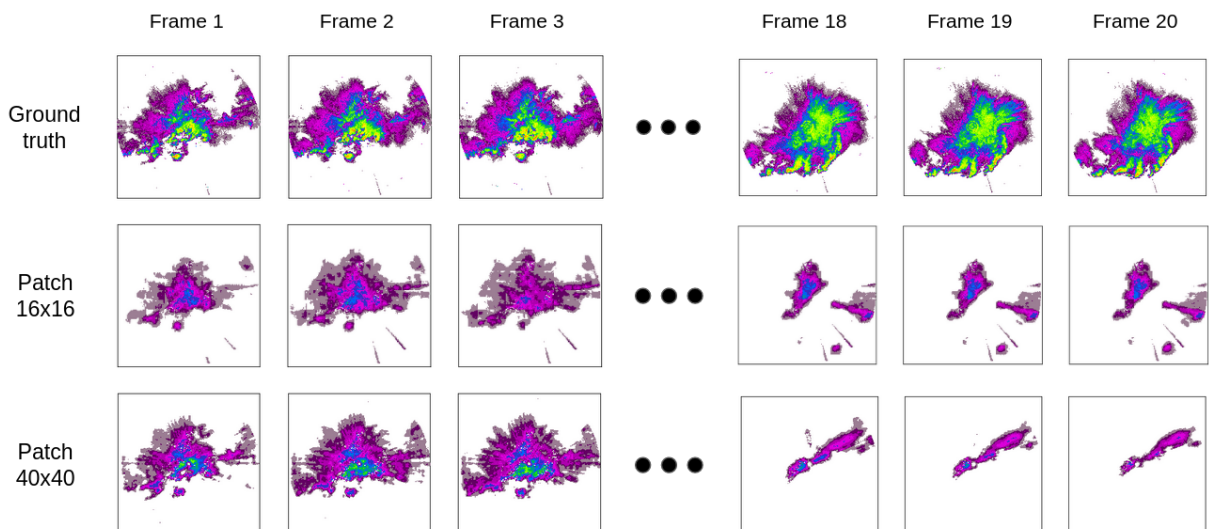 Frame 1
Frame 2
Frame 3
Frame 18
Frame 19
Frame 20
Ground
truth
Patch
16x16
Patch
40x40